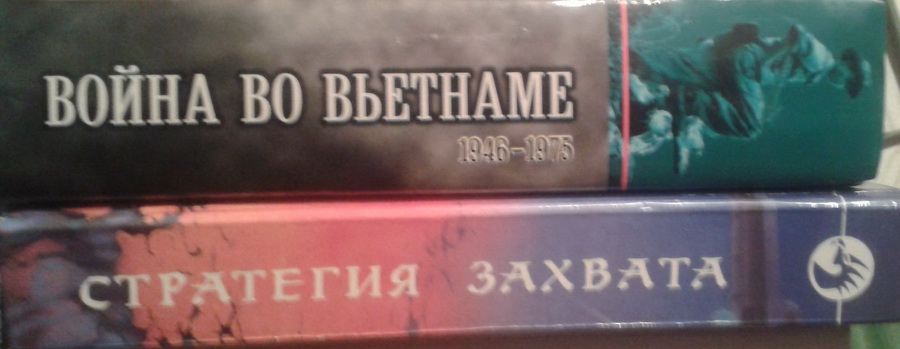 ВОЙНА ВО ВЬЕТНАМЕ
1946-1975
СТРАТЕГИЯ ЗАХВАТА